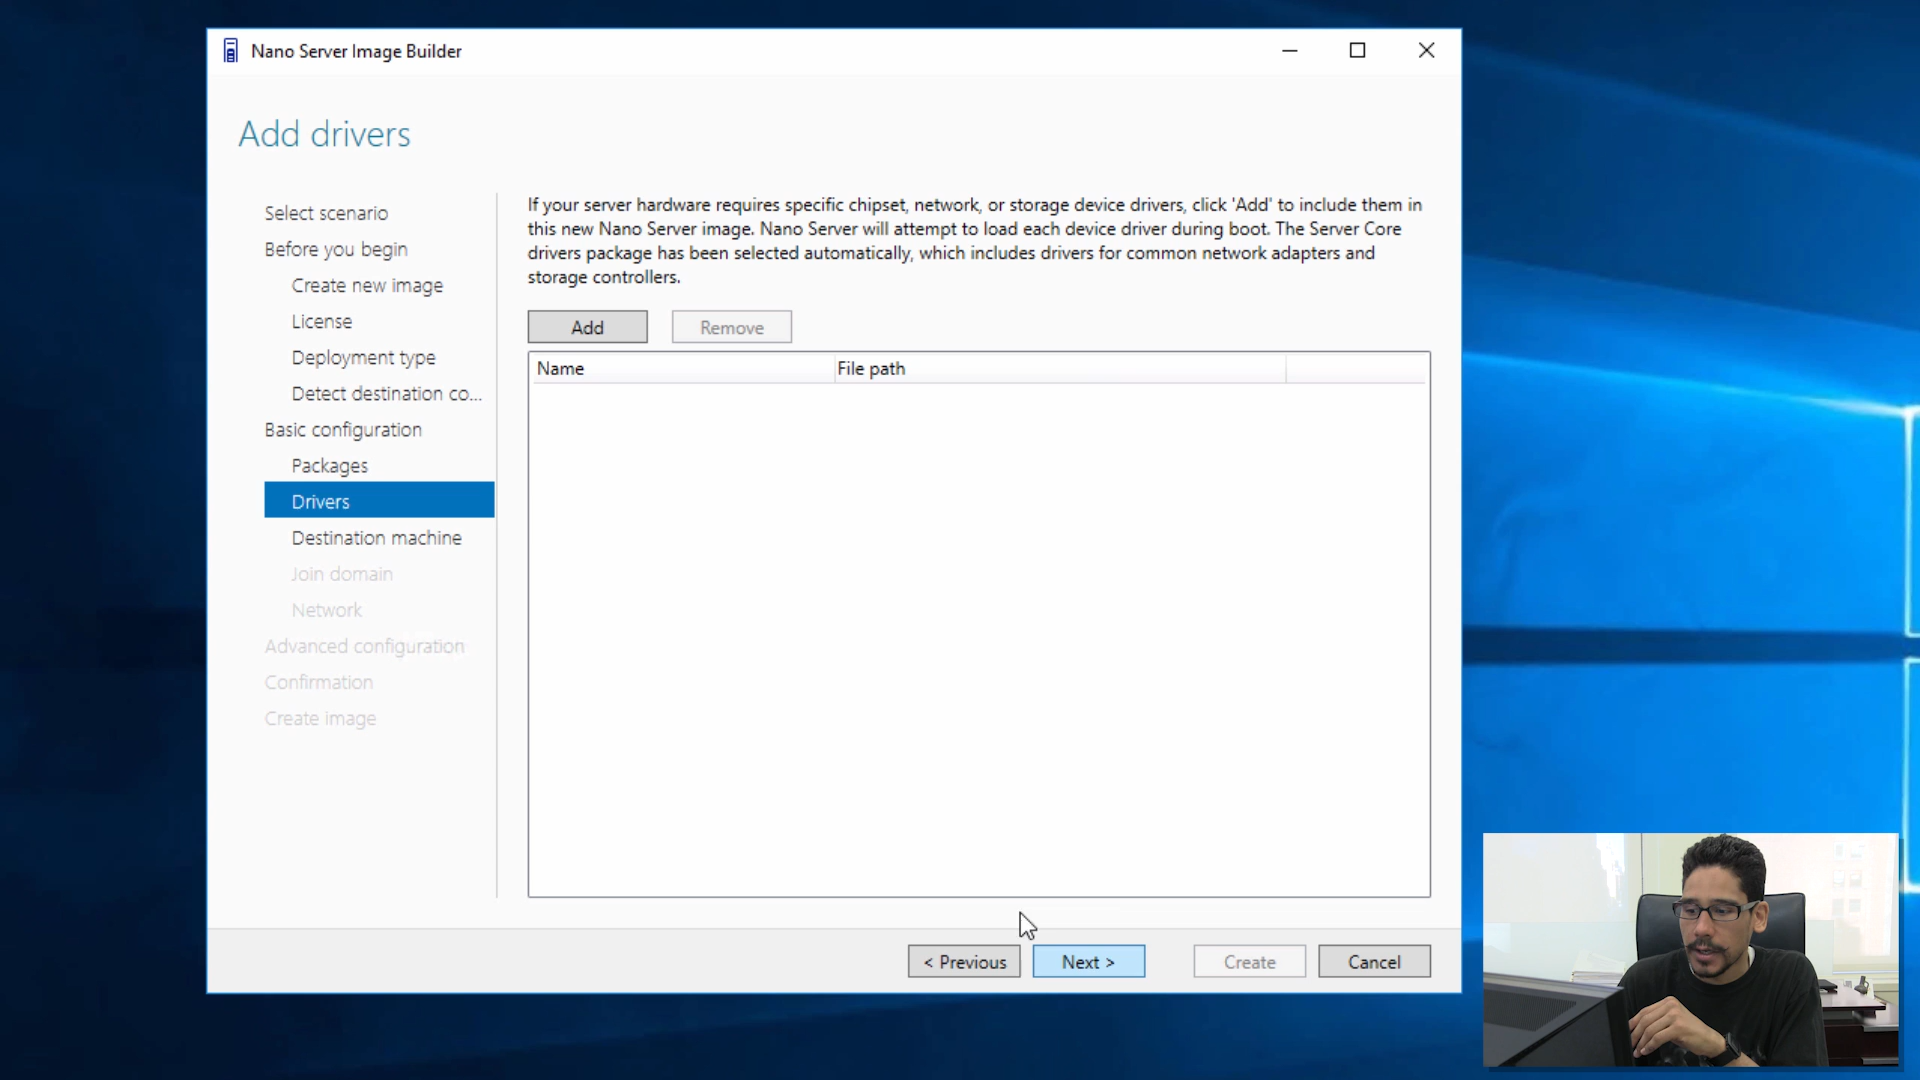 Nano Server Image Builder
Add drivers
Select scenario
Before you begin
Create new image
License
Deployment type
Detect destination co...
Basic configuration
Packages
Drivers
Destination machine
Join domain
Network
Advanced configuration
Confirmation
Create image
If your server hardware requires specific chipset, network, or storage device drivers, click 'Add' to include them in
this new Nano Server image. Nano Server will attempt to load each device driver during boot. The Server Core
drivers package has been selected automatically, which includes drivers for common network adapters and
storage controllers.
Add Remove
Name File path
< Previous Next > Create Cancel